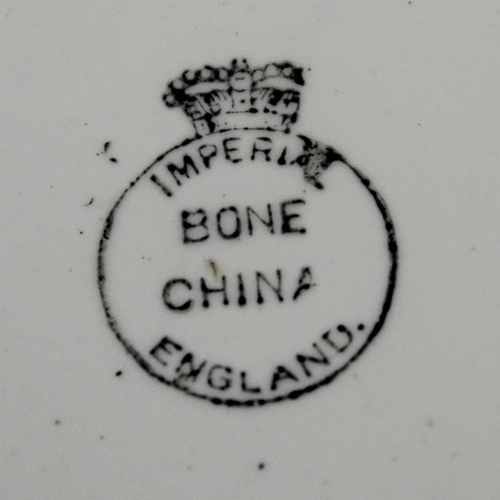 IMPERIAL
BONE
CHINA
ENGLAND.